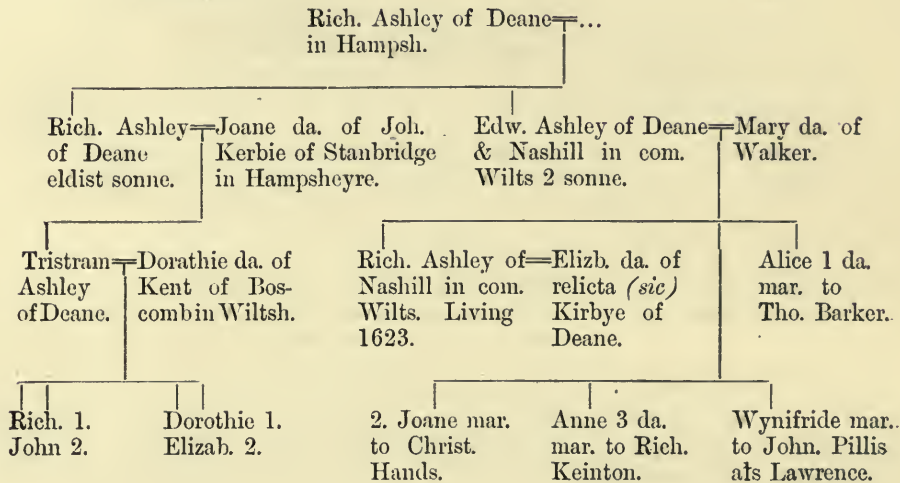 Rich. Ashley of Deane=...
in Hampsh.
Rich. Ashley=Joane da. of Joh.
of Deane Kerbie of Stanbridge
eldist sonne. in Hampsheyre.
Edw. Ashley of Deane=Mary da. of
& Nashill in com. Walker.
Wilts 2 sonne.
Tristram=Dorathie da. of
Ashley Kent of Bos-
of Deane. comb in Wiltsh.
Rich. Ashley of=Elizb. da. of
Nashill in com. relicta (sic)
Wilts. Living Kirbye of
1623. Deane.
Alice 1 da.
mar. to
Tho. Barker.
Rich. 1.
John 2.
Dorothie 1.
Elizab. 2.
2. Joane mar.
to Christ.
Hands.
Anne 3 da.
mar. to Rich.
Keinton.
Wynifride mar.
to John. Pillis
als Lawrence.